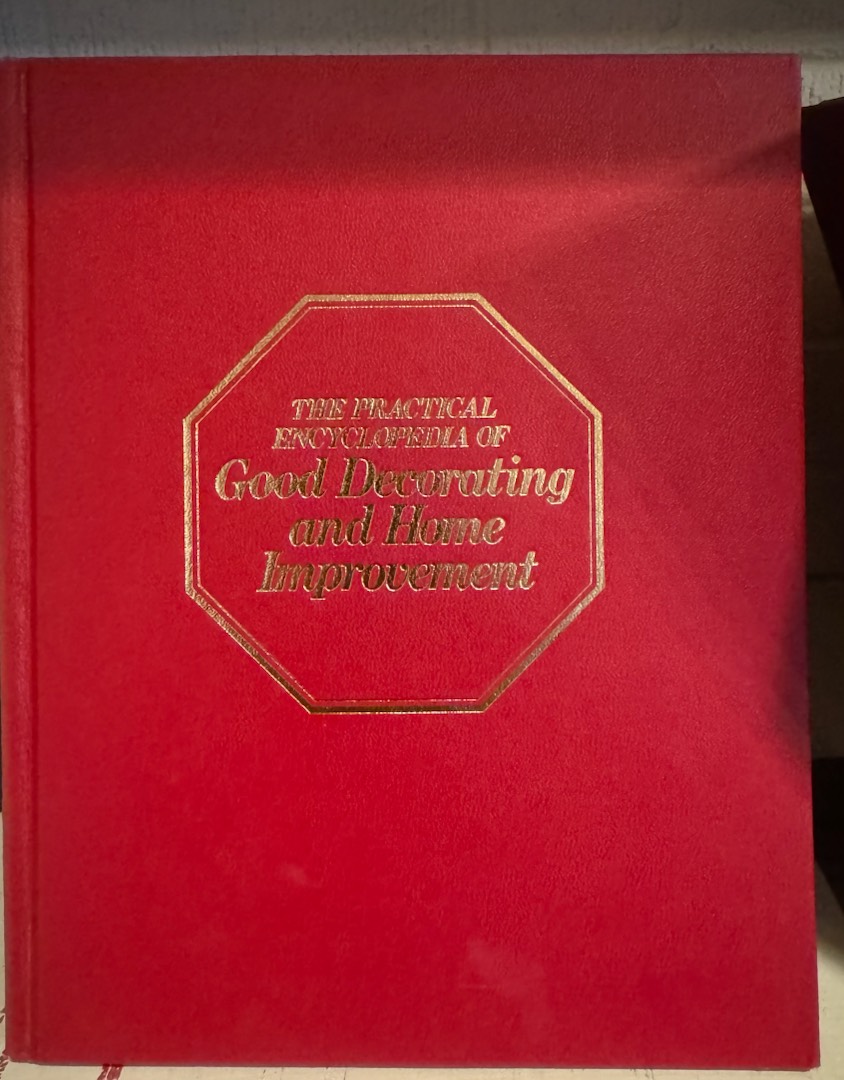 THE PRACTICAL
ENCYCLOPEDIA OF
Good Decorating
and Home
Improvement